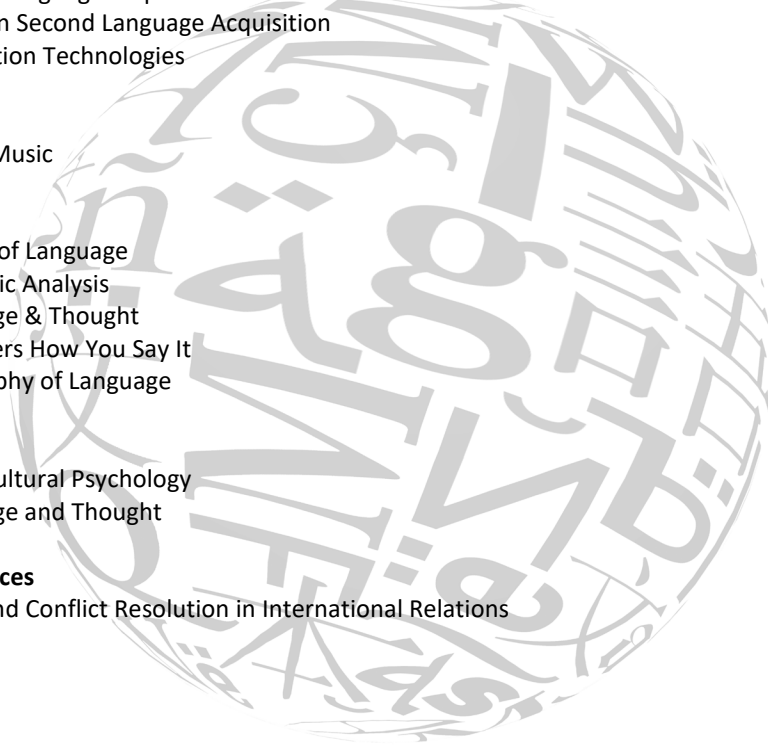 n Second Language Acquisition
tion Technologies
Music
of Language
ic Analysis
ge & Thought
ers How You Say It
phy of Language
ultural Psychology
ge and Thought
ces
nd Conflict Resolution in International Relations